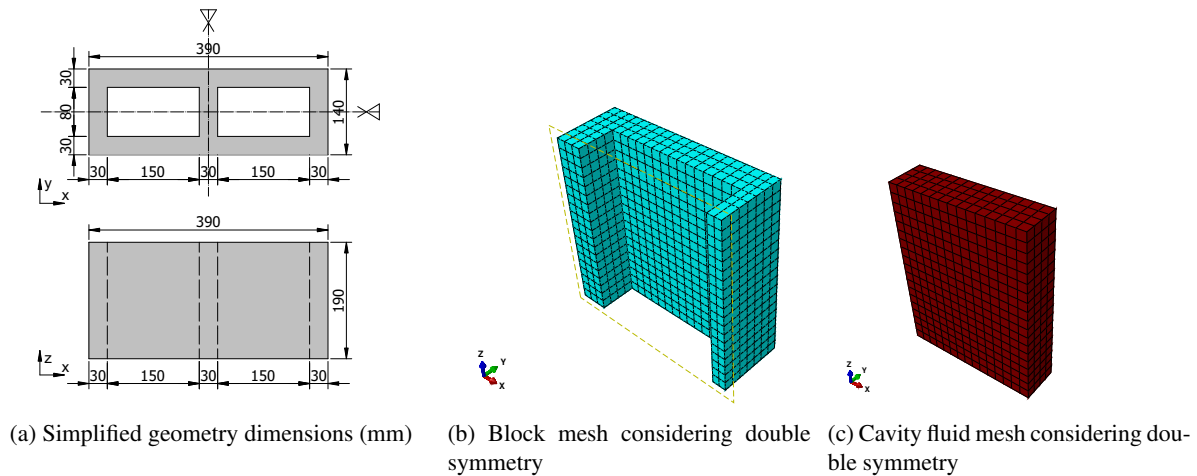 390
30
80
30
140
30
150
30
150
30
y
x
390
190
z
x
30
150
30
150
30
Z
Y
X
Z
Y
X
(a) Simplified geometry dimensions (mm)
(b) Block mesh considering double
symmetry
(c) Cavity fluid mesh considering dou-
ble symmetry